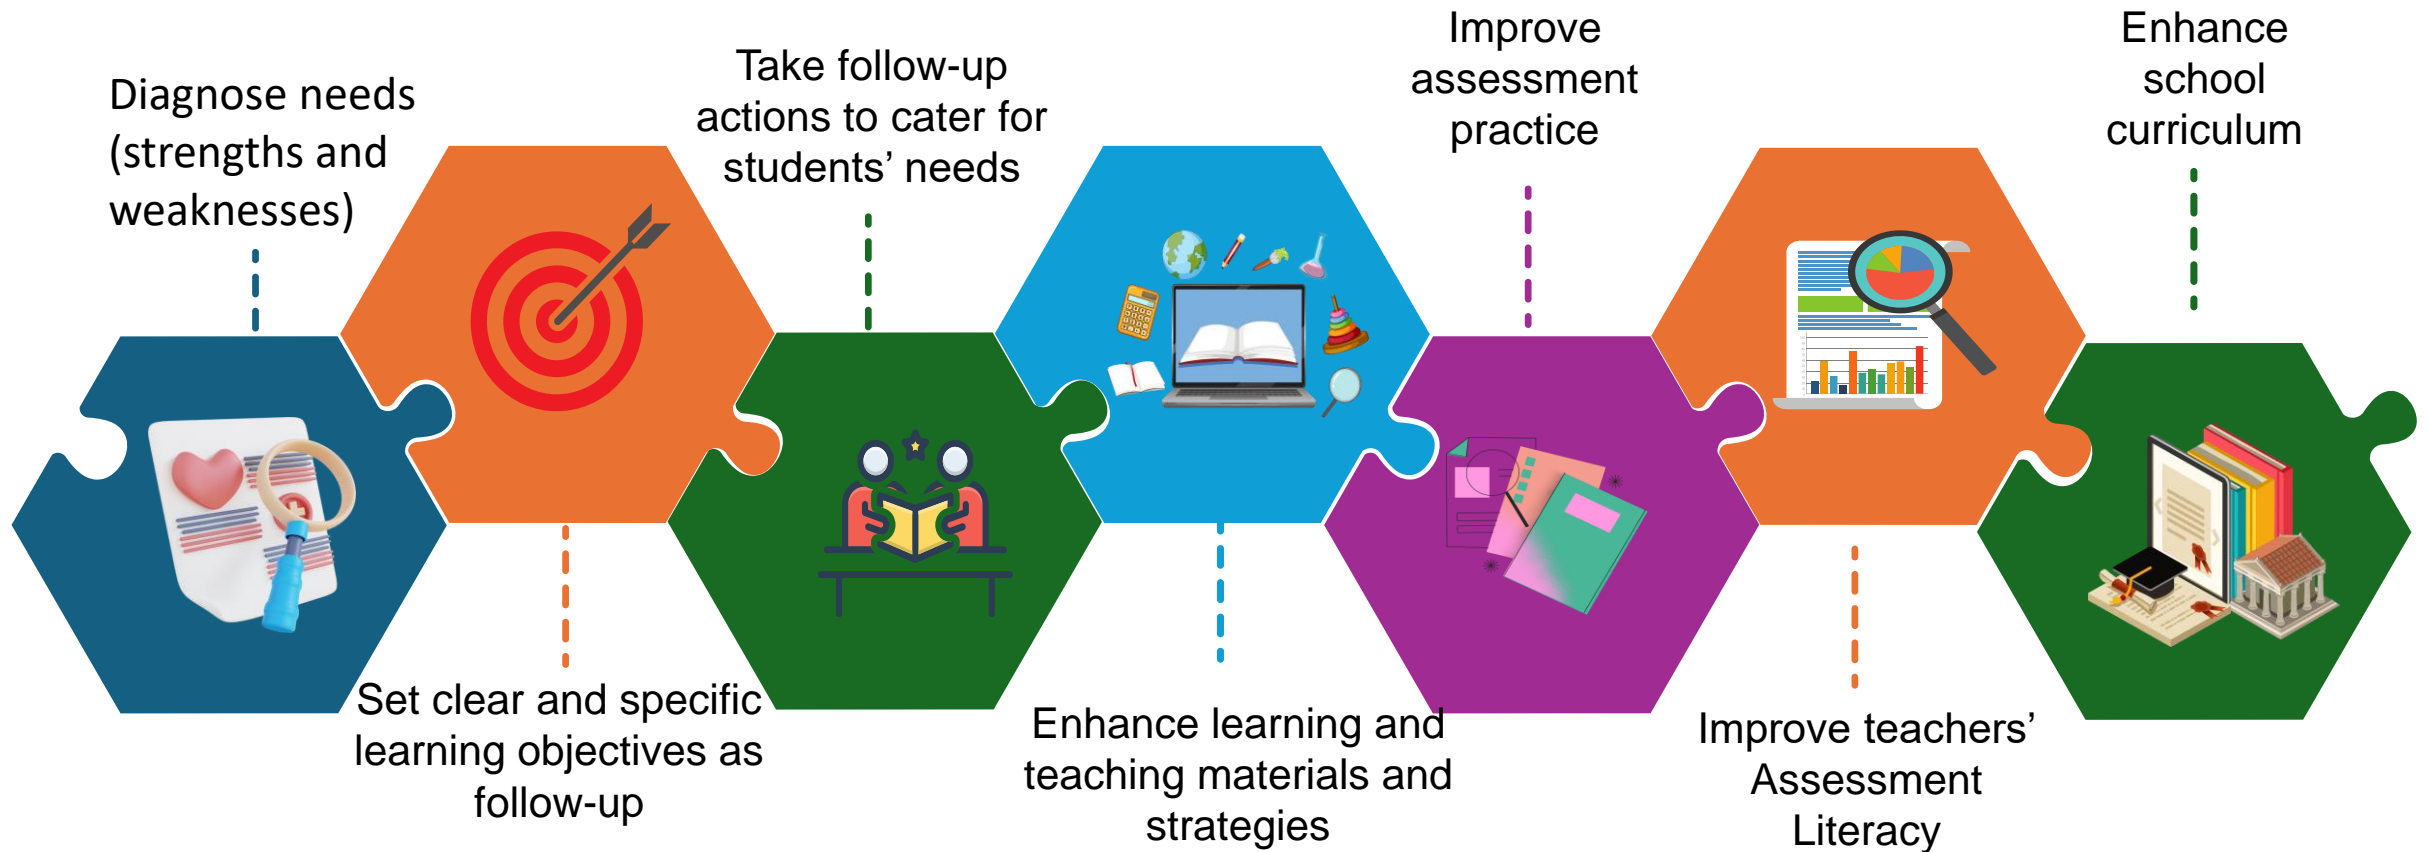 Diagnose needs
(strengths and
weaknesses)
Set clear and specific
learning objectives as
follow-up
Take follow-up
actions to cater for
students’ needs
Enhance learning and
teaching materials and
strategies
Improve
assessment
practice
Improve teachers’
Assessment
Literacy
Enhance
school
curriculum